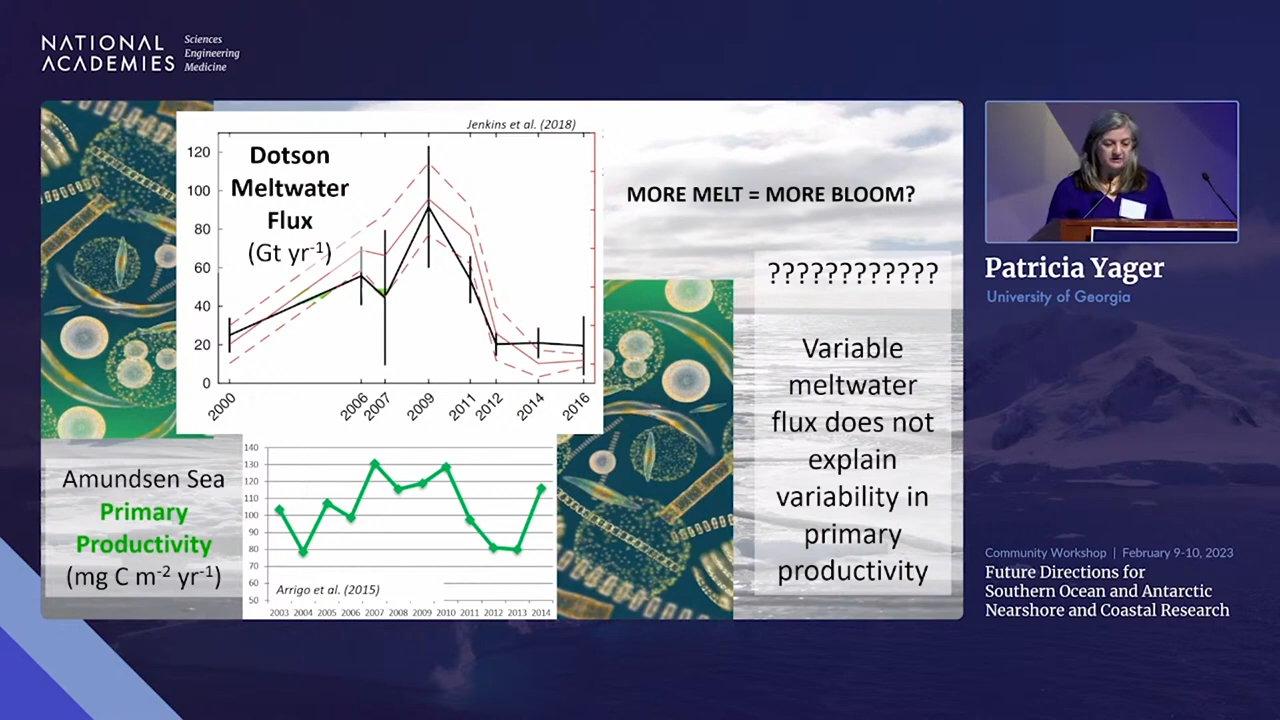 NATIONAL
ACADEMIES
Sciences
Engineering
Medicine
Jenkins et al. (2018)
Dotson
Meltwater
Flux
(Gt yr-1)
120
100
80
60
40
20
0
2000
2006
2007
2009
2011
2012
2014
2016
MORE MELT = MORE BLOOM?
????????????
Variable
meltwater
flux does not
explain
variability in
primary
productivity
Amundsen Sea
Primary
Productivity
(mg C m-2 yr-1)
140
130
120
110
100
90
80
70
60
50
Arrigo et al. (2015)
2003 2004 2005 2006 2007 2008 2009 2010 2011 2012 2013 2014
Patricia Yager
University of Georgia
Community Workshop | February 9-10, 2023
Future Directions for
Southern Ocean and Antarctic
Nearshore and Coastal Research